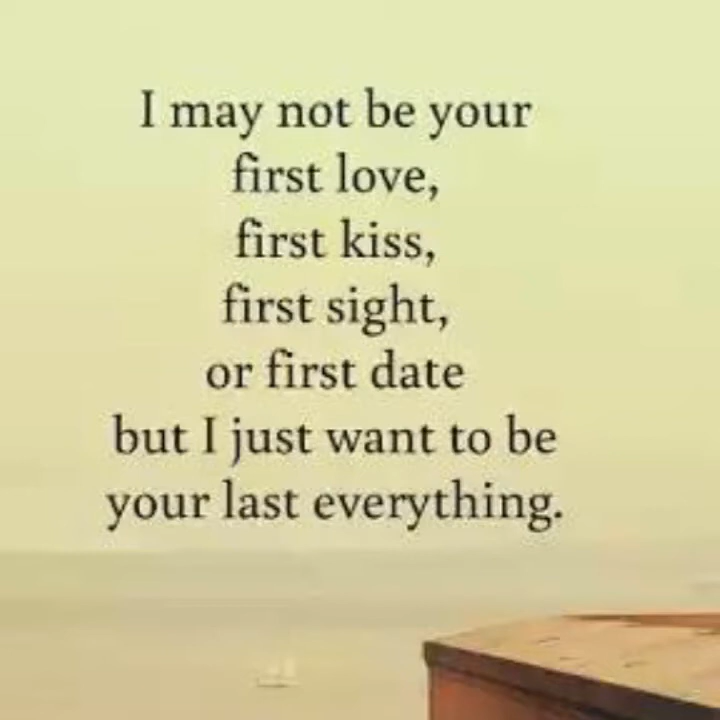 I may not be your
first love,
first kiss,
first sight,
or first date
but I just want to be
your last everything.